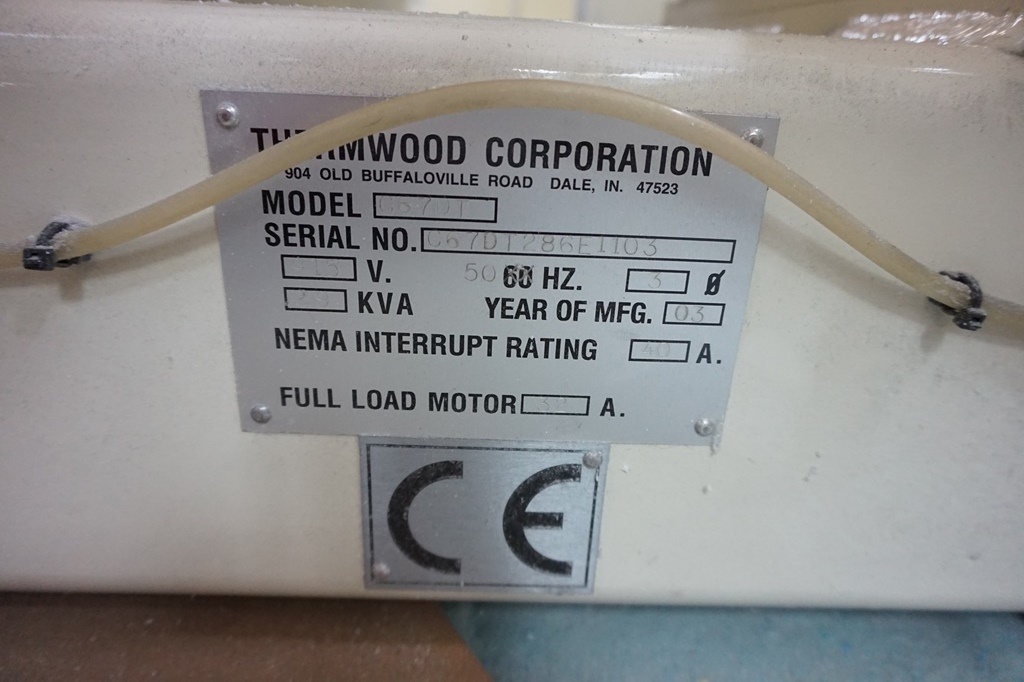 THERMWOOD CORPORATION
904 OLD BUFFALOVILLE ROAD DALE, IN. 47523
MODEL
SERIAL NO. C67DT286E1103
V. 50 60 HZ. 3 Ø
KVA YEAR OF MFG. 03
NEMA INTERRUPT RATING 40 A.
FULL LOAD MOTOR A.
CE